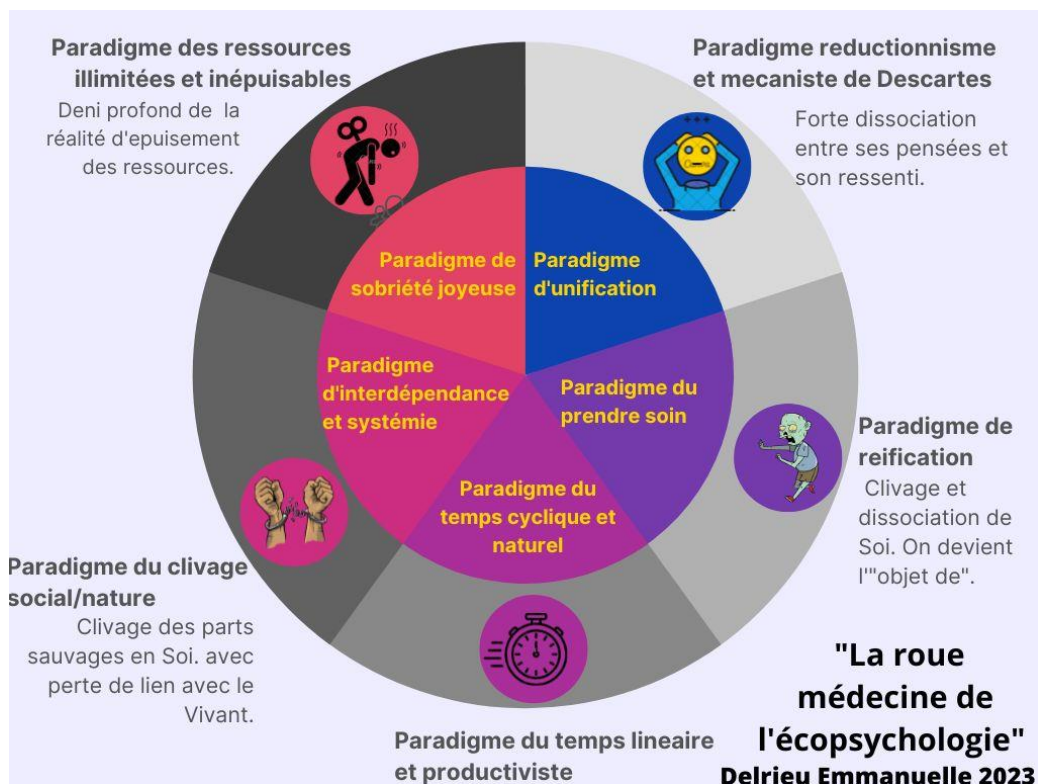 Paradigme des ressources
illimitées et inépuisables
Deni profond de la
réalité d'epuisement
des ressources.
Paradigme reductionnisme
et mecaniste de Descartes
Forte dissociation
entre ses pensées et
son ressenti.
Paradigme de
sobriété joyeuse
Paradigme
d'unification
Paradigme
d'interdépendance
et systémie
Paradigme du
prendre soin
Paradigme du
temps cyclique et
naturel
Paradigme de
reification
Clivage et
dissociation de
Soi. On devient
l'"objet de".
Paradigme du clivage
social/nature
Clivage des parts
sauvages en Soi. avec
perte de lien avec le
Vivant.
Paradigme du temps lineaire
et productiviste
"La roue
médecine de
l'écopsychologie"
Delrieu Emmanuelle 2023